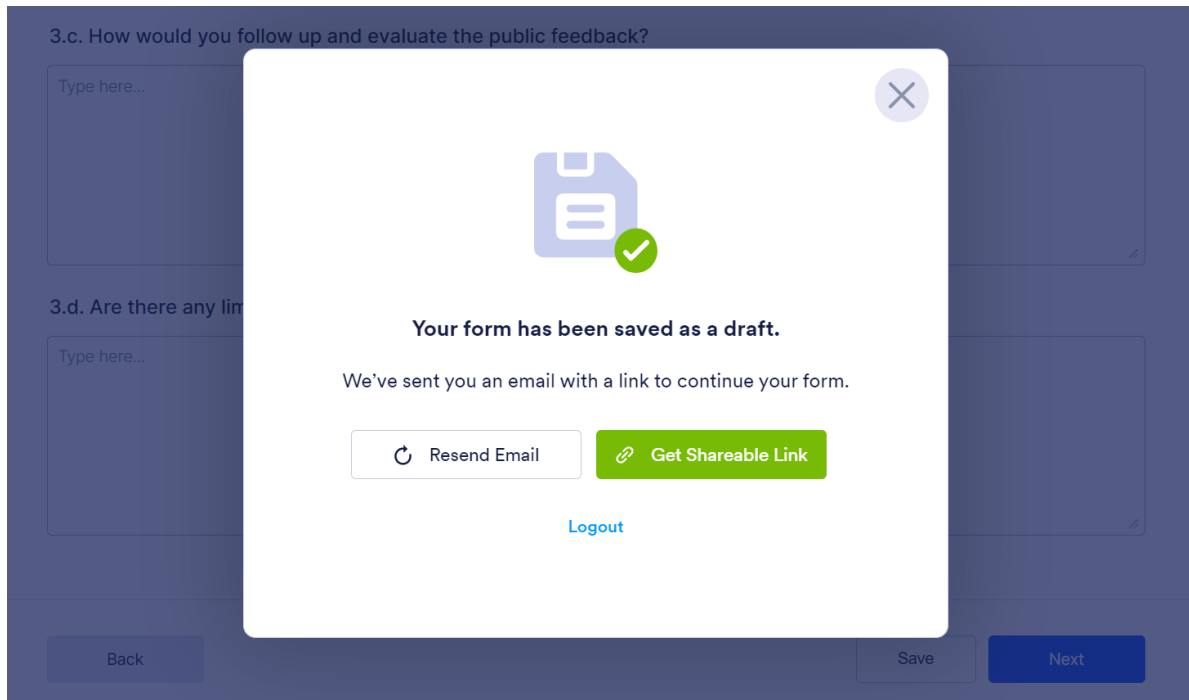 3.c. How would you follow up and evaluate the public feedback?
Type here...
Your form has been saved as a draft.
We've sent you an email with a link to continue your form.
Resend Email
Get Shareable Link
Logout
3.d. Are there any
Type here...
Back
Save
Next